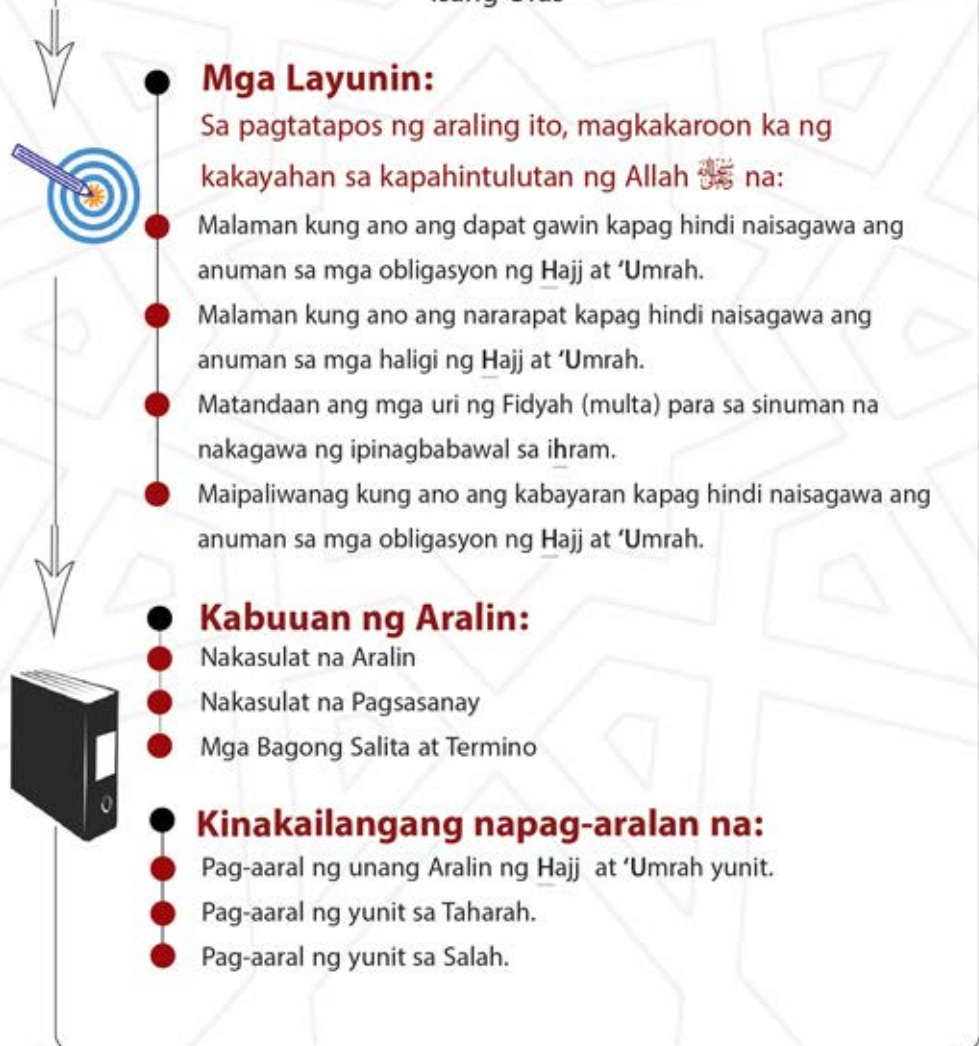 Isang Oras
Mga Layunin:
Sa pagtatapos ng araling ito, magkakaroon ka ng
kakayahan sa kapahintulutan ng Allah ﷻ na:
Malaman kung ano ang dapat gawin kapag hindi naisagawa ang
anuman sa mga obligasyon ng Hajj at ‘Umrah.
Malaman kung ano ang nararapat kapag hindi naisagawa ang
anuman sa mga haligi ng Hajj at ‘Umrah.
Matandaan ang mga uri ng Fidyah (multa) para sa sinuman na
nakagawa ng ipinagbabawal sa ihram.
Maipaliwanag kung ano ang kabayaran kapag hindi naisagawa ang
anuman sa mga obligasyon ng Hajj at ‘Umrah.
Kabuuan ng Aralin:
Nakasulat na Aralin
Nakasulat na Pagsasanay
Mga Bagong Salita at Termino
Kinakailangang napag-aralan na:
Pag-aaral ng unang Aralin ng Hajj at ‘Umrah yunit.
Pag-aaral ng yunit sa Taharah.
Pag-aaral ng yunit sa Salah.